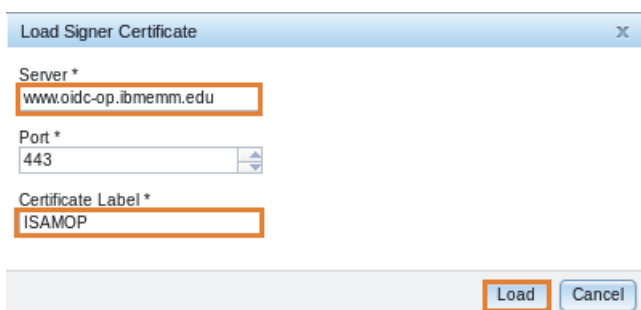 Load Signer Certificate x
Server *
www.oidc-op.ibmemm.edu
Port *
443
Certificate Label *
ISAMOP
Load Cancel